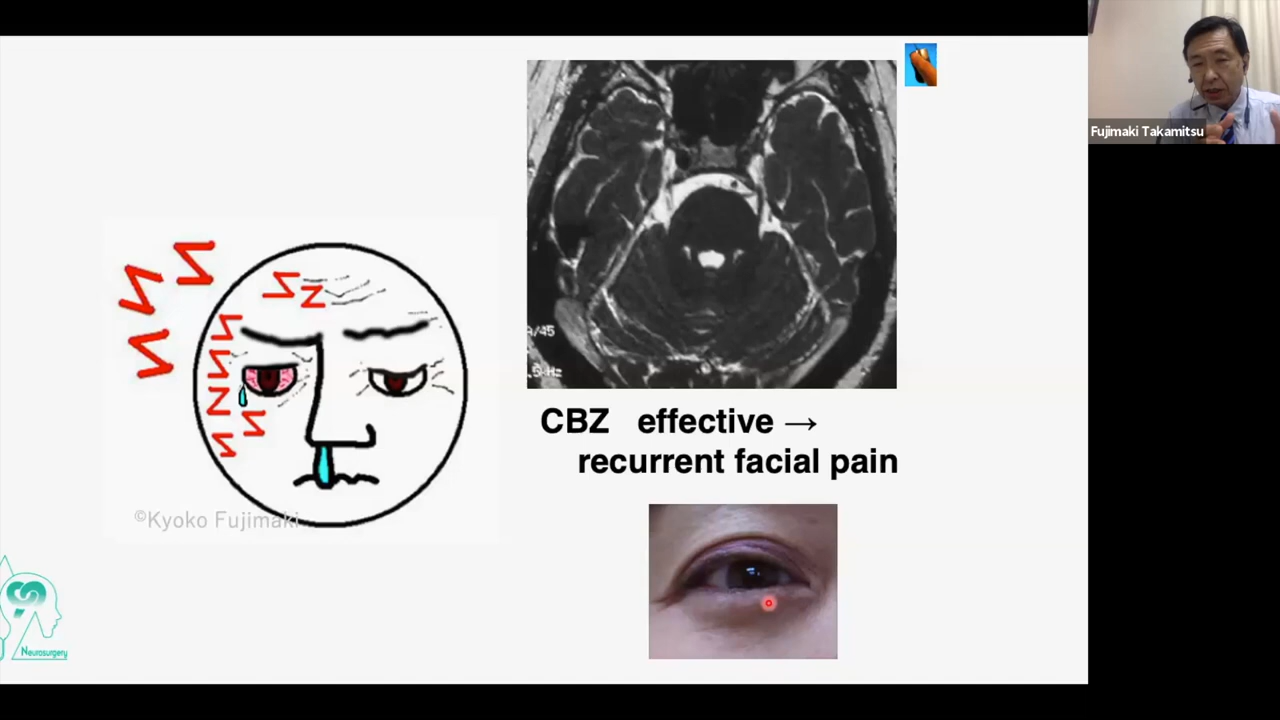 Fujimaki Takamitsu
CBZ effective →
recurrent facial pain
©Kyoko Fujimaki
Neurosurgery